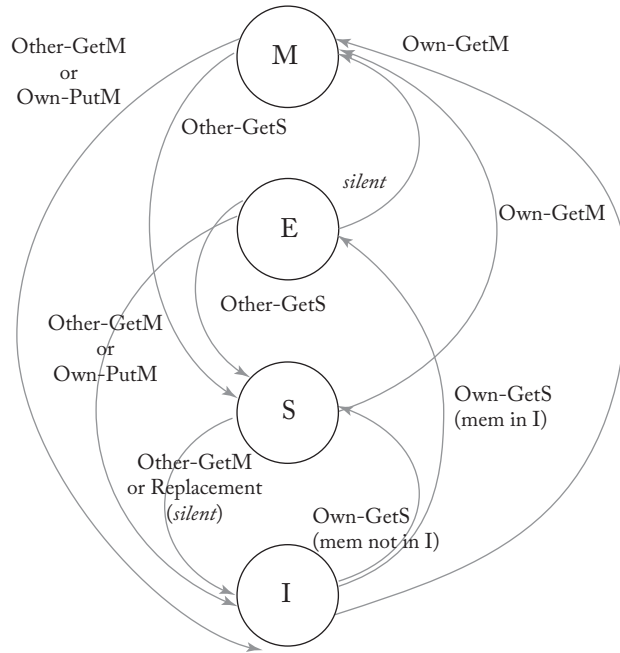 Other-GetM
or
Own-PutM
M
Own-GetM
Other-GetS
silent
E
Own-GetM
Other-GetS
Other-GetM
or
Own-PutM
S
Own-GetS
(mem in I)
Other-GetM
or Replacement
(silent)
Own-GetS
(mem not in I)
I